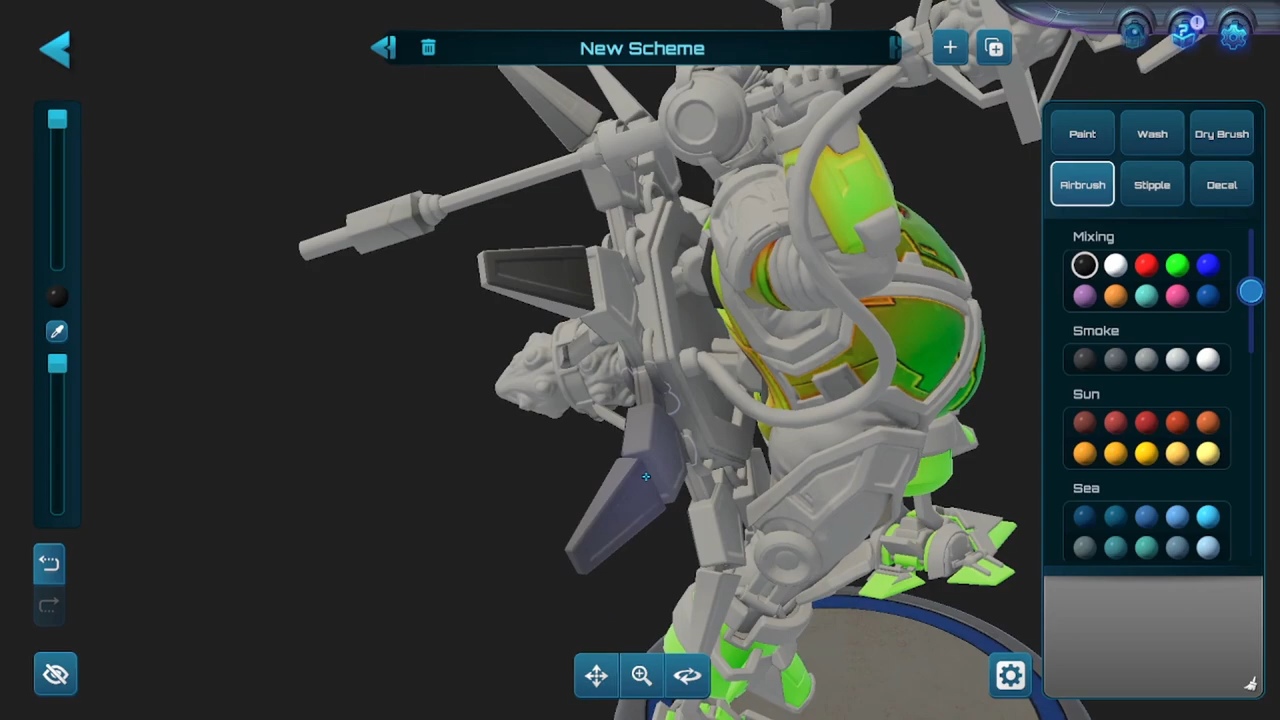 New Scheme
Paint
Wash
Dry Brush
Airbrush
Stipple
Decal
Mixing
Smoke
Sun
Sea